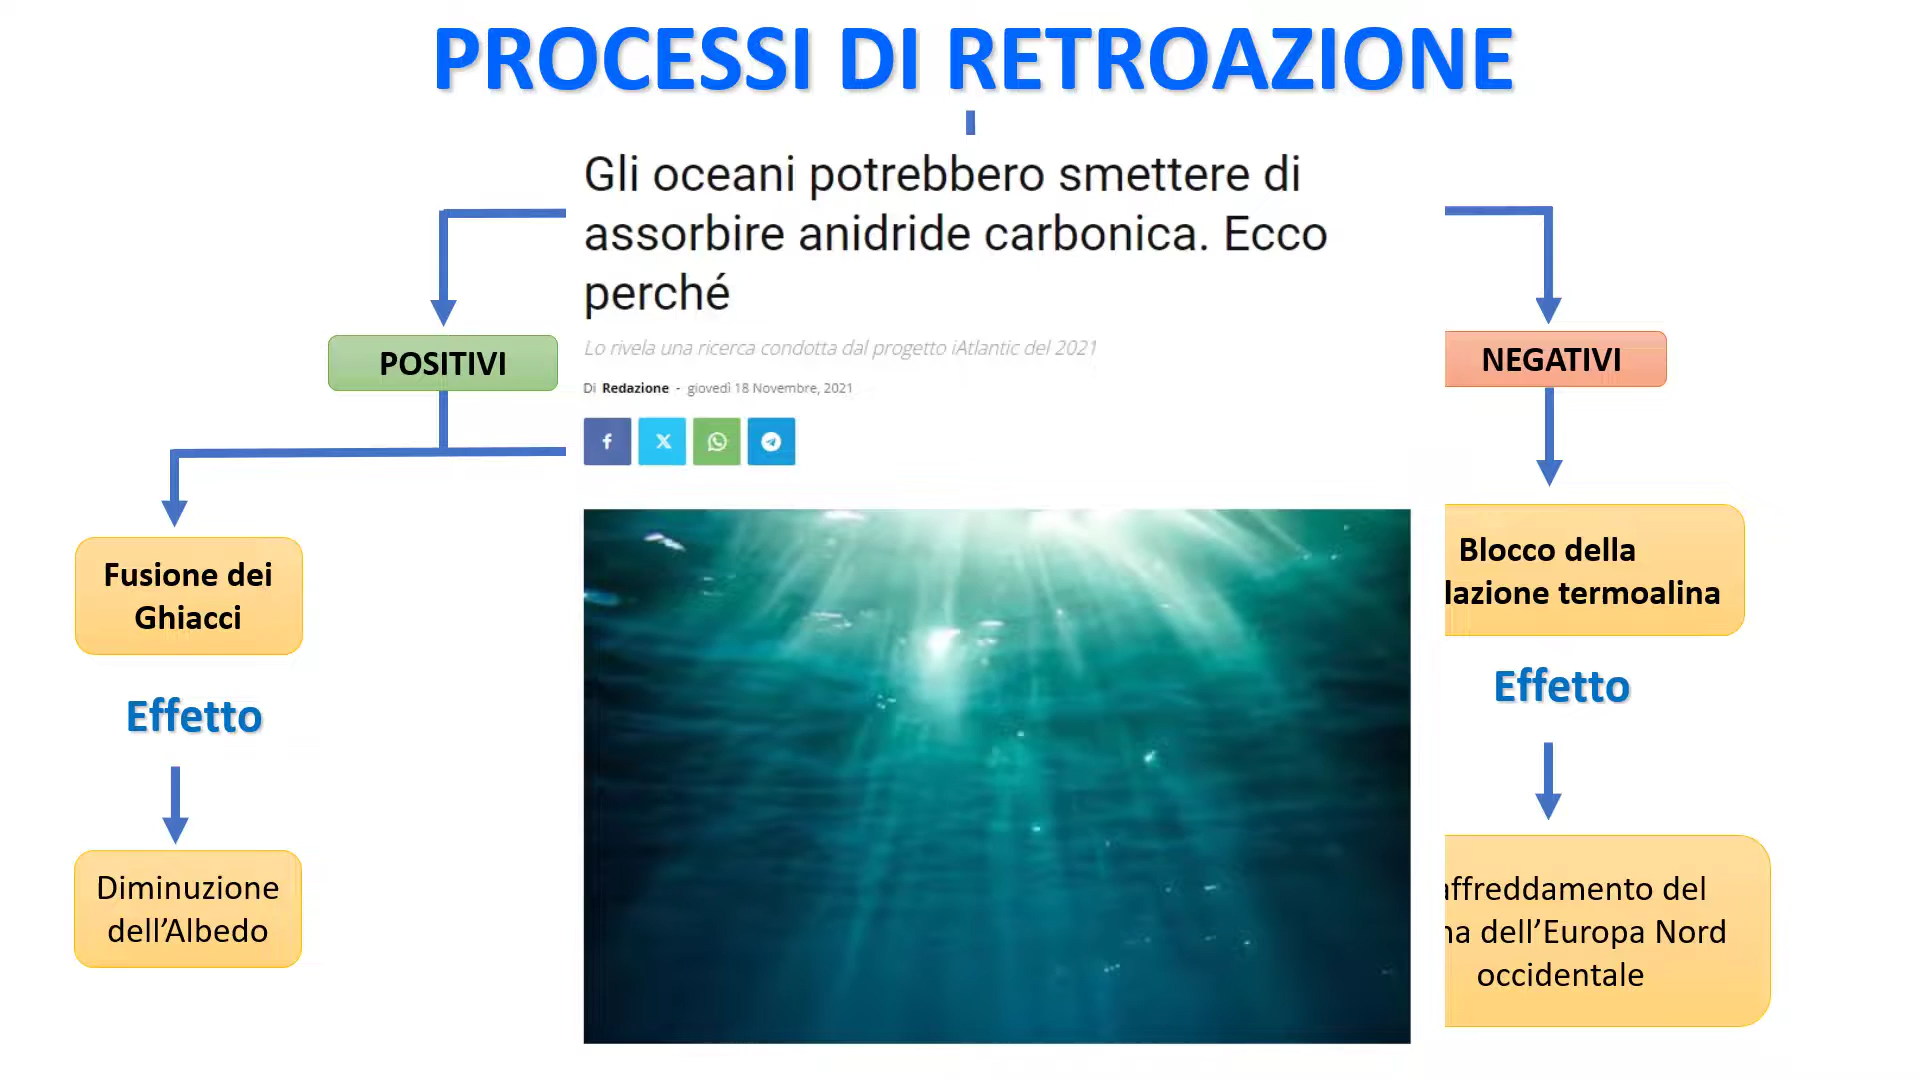 PROCESSI DI RETROAZIONE
Gli oceani potrebbero smettere di
assorbire anidride carbonica. Ecco
perché
Lo rivela una ricerca condotta dal progetto iAtlantic del 2021
Di Redazione - giovedì 18 Novembre, 2021
POSITIVI
Fusione dei
Ghiacci
Effetto
Diminuzione
dell’Albedo
NEGATIVI
Blocco della
lazione termoalina
Effetto
affreddamento del
dell’Europa Nord
occidentale